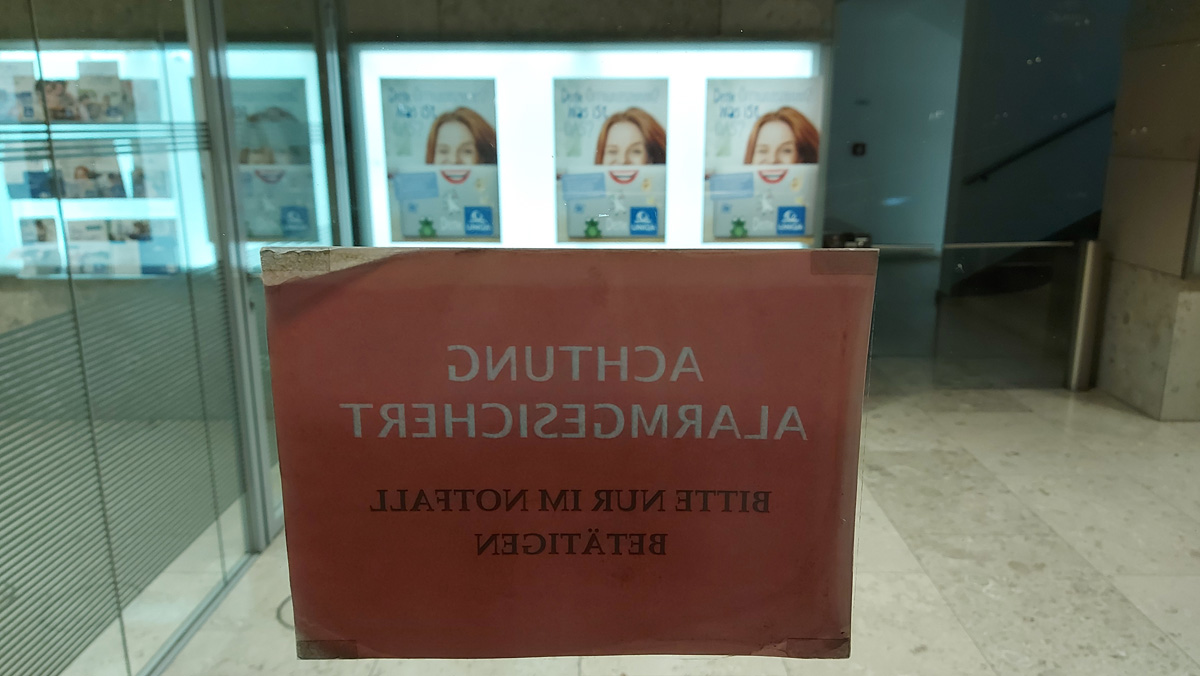 ACHTUNG
ALARMGESICHERT
BITTE NUR IM NOTFALL
BETÄTIGEN